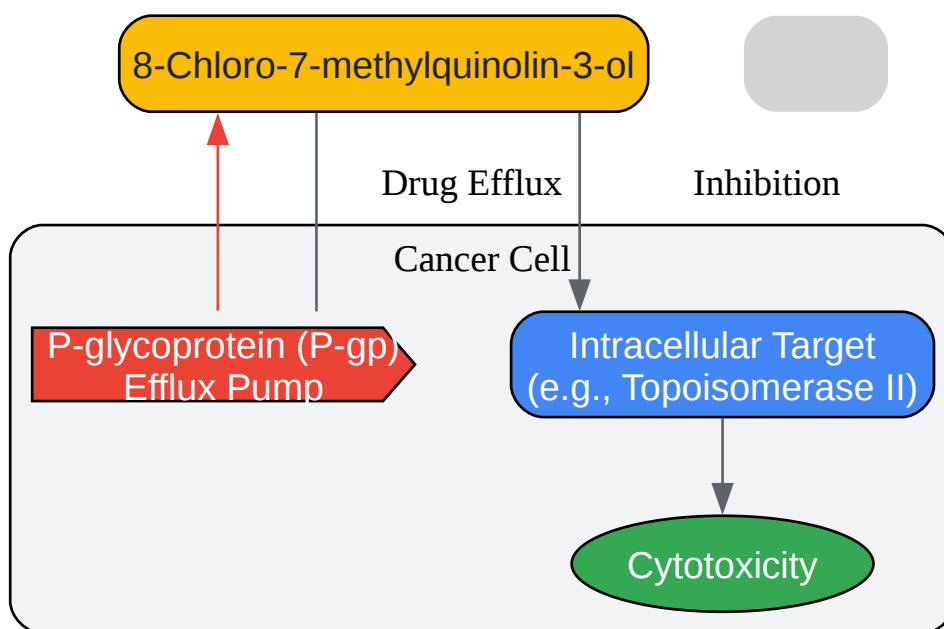 8-Chloro-7-methylquinolin-3-ol
Drug Efflux
Inhibition
Cancer Cell
P-glycoprotein (P-gp)
Efflux Pump
Intracellular Target
(e.g., Topoisomerase II)
Cytotoxicity